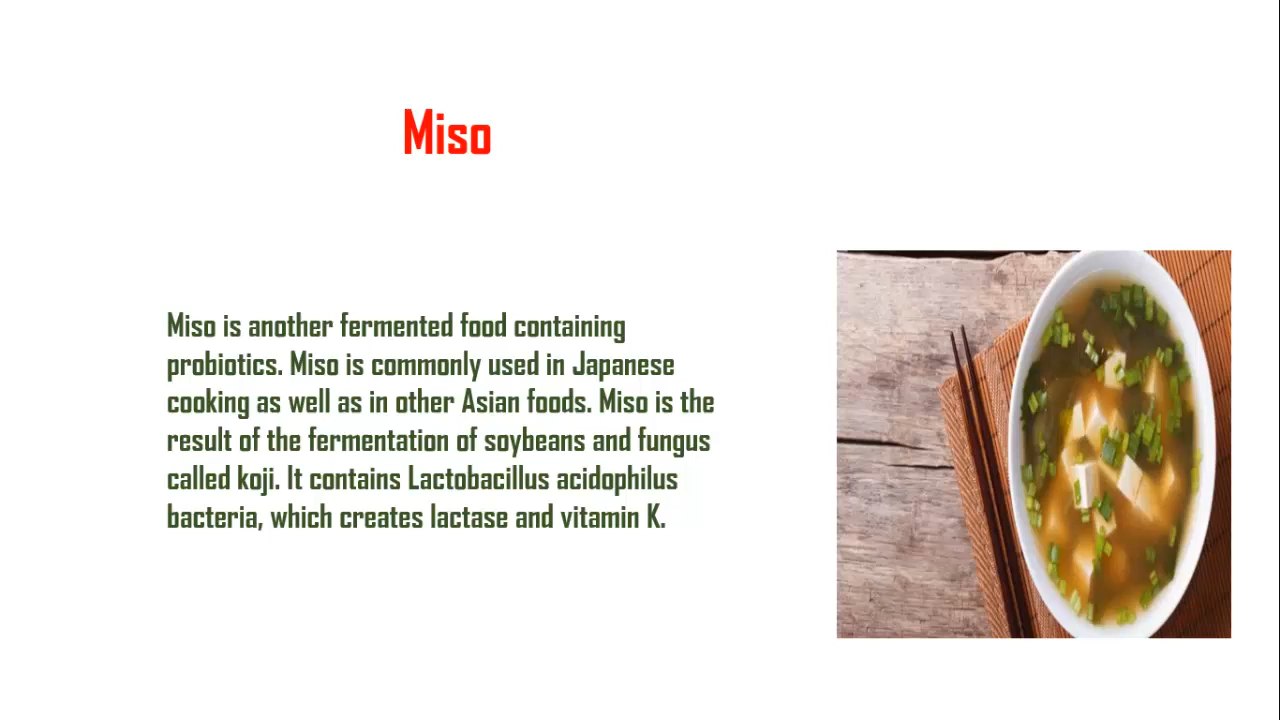 Miso
Miso is another fermented food containing
probiotics. Miso is commonly used in Japanese
cooking as well as in other Asian foods. Miso is the
result of the fermentation of soybeans and fungus
called koji. It contains Lactobacillus acidophilus
bacteria, which creates lactase and vitamin K.